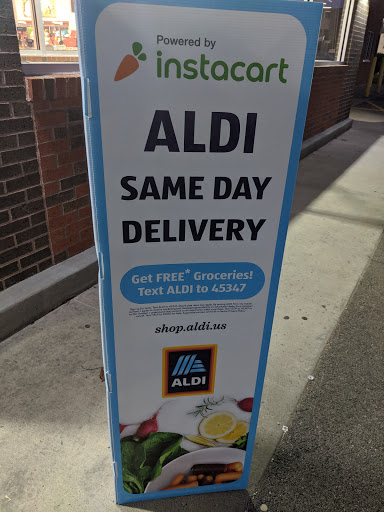 Powered by
instacart
ALDI
SAME DAY
DELIVERY
Get FREE* Groceries!
Text ALDI to 45347
shop.aldi.us
ALDI